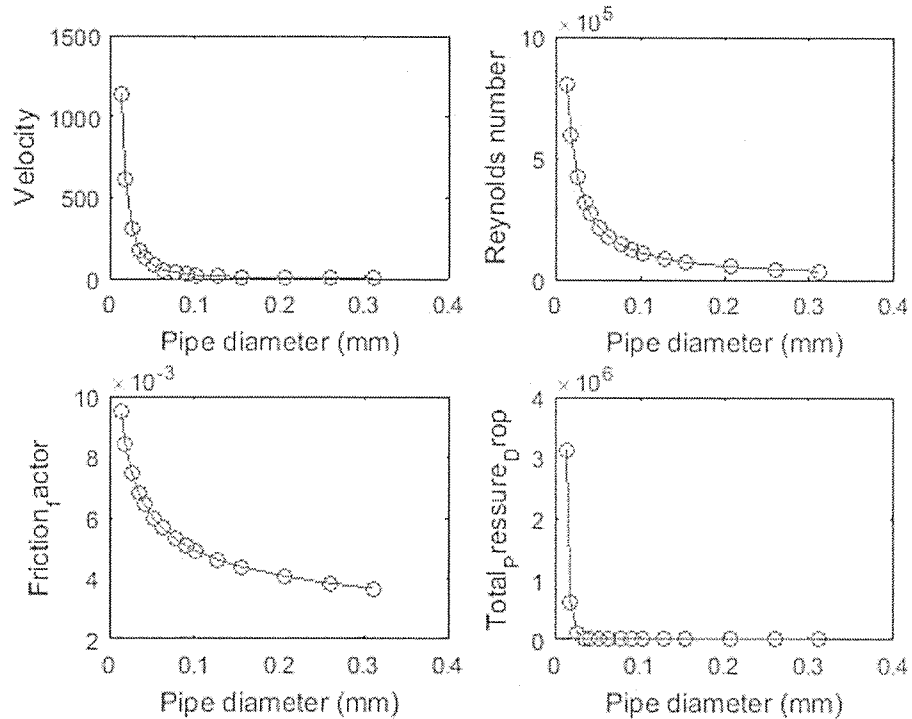 1500
1000
500
0
Velocity
0 0.1 0.2 0.3 0.4
Pipe diameter (mm)
× 10^5
10
5
0
Reynolds number
0 0.1 0.2 0.3 0.4
Pipe diameter (mm)
× 10^-3
10
8
6
4
2
Friction_factor
0 0.1 0.2 0.3 0.4
Pipe diameter (mm)
× 10^6
4
3
2
1
0
Total_Pressure_Drop
0 0.1 0.2 0.3 0.4
Pipe diameter (mm)